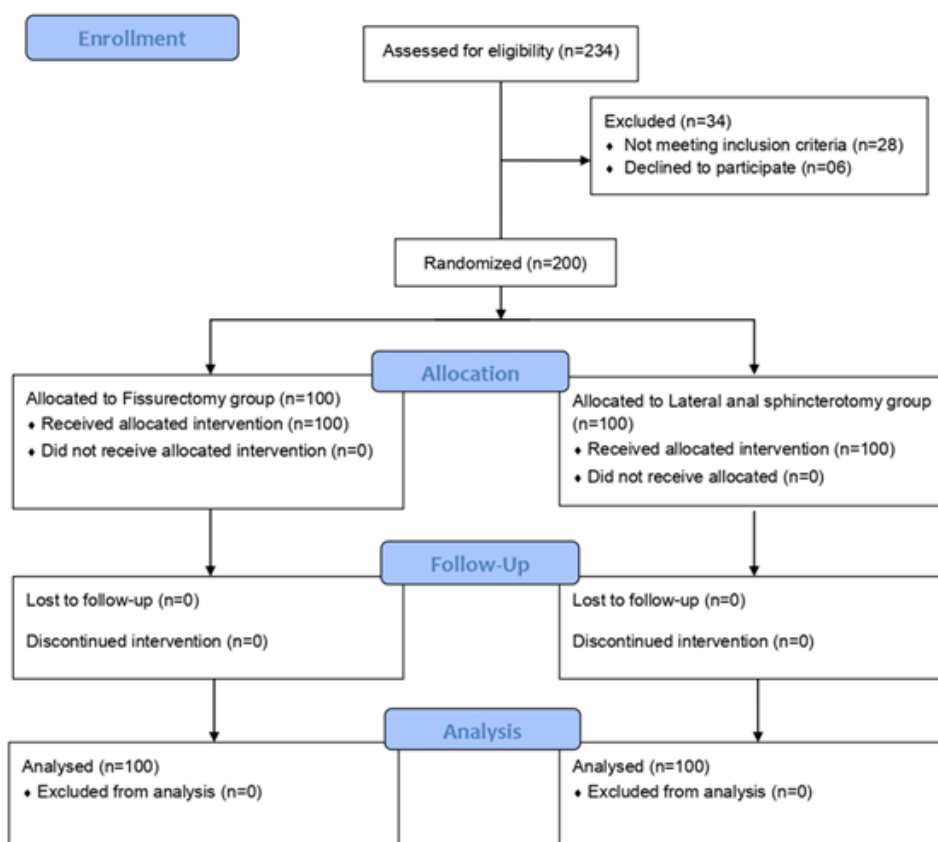 Enrollment
Assessed for eligibility (n=234)
Excluded (n=34)
♦ Not meeting inclusion criteria (n=28)
♦ Declined to participate (n=06)
Randomized (n=200)
Allocation
Allocated to Fissurectomy group (n=100)
♦ Received allocated intervention (n=100)
♦ Did not receive allocated intervention (n=0)
Allocated to Lateral anal sphincterotomy group
(n=100)
♦ Received allocated intervention (n=100)
♦ Did not receive allocated (n=0)
Follow-Up
Lost to follow-up (n=0)
Discontinued intervention (n=0)
Lost to follow-up (n=0)
Discontinued intervention (n=0)
Analysis
Analysed (n=100)
♦ Excluded from analysis (n=0)
Analysed (n=100)
♦ Excluded from analysis (n=0)